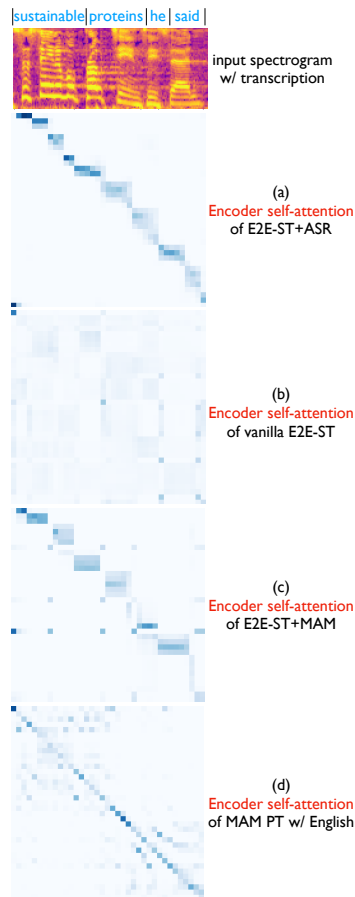 |sustainable|proteins|he|said|
input spectrogram
w/ transcription
(a)
Encoder self-attention
of E2E-ST+ASR
(b)
Encoder self-attention
of vanilla E2E-ST
(c)
Encoder self-attention
of E2E-ST+MAM
(d)
Encoder self-attention
of MAM PT w/ English